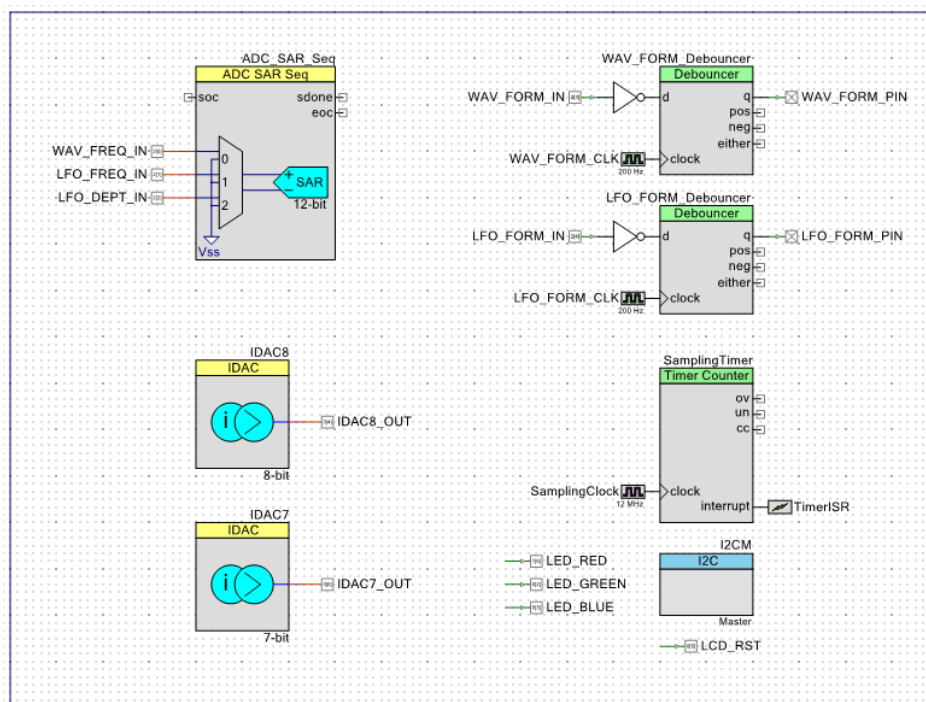 ADC_SAR_Seq
ADC SAR Seq
soc
sdone
eoc
WAV_FREQ_IN
0
LFO_FREQ_IN
1
LFO_DEPT_IN
2
+
SAR
−
12-bit
Vss
WAV_FORM_Debouncer
Debouncer
WAV_FORM_IN
d
q
WAV_FORM_PIN
pos
neg
either
WAV_FORM_CLK
clock
200 Hz
LFO_FORM_Debouncer
Debouncer
LFO_FORM_IN
d
q
LFO_FORM_PIN
pos
neg
either
LFO_FORM_CLK
clock
200 Hz
IDAC8
IDAC
i
IDAC8_OUT
8-bit
IDAC7
IDAC
i
IDAC7_OUT
7-bit
SamplingTimer
Timer Counter
ov
un
cc
SamplingClock
clock
12 MHz
interrupt
TimerISR
LED_RED
LED_GREEN
LED_BLUE
I2CM
I2C
Master
LCD_RST